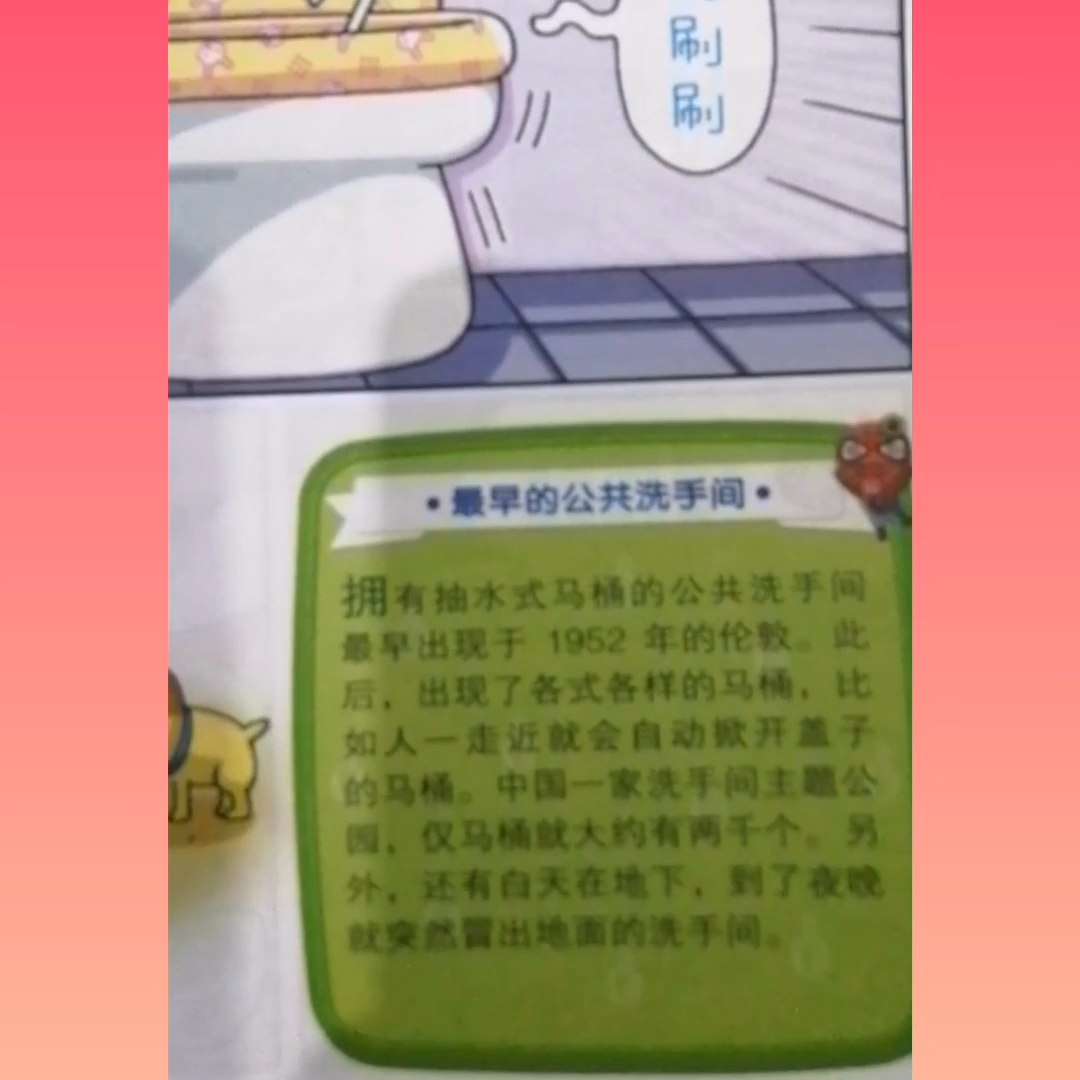 刷
刷
•最早的公共洗手间•
拥有抽水式马桶的公共洗手间
最早出现于 1952 年的伦敦。此
后，出现了各式各样的马桶，比
如人一走近就会自动掀开盖子
的马桶。中国一家洗手间主题公
园，仅马桶就大约有两千个。另
外，还有白天在地下，到了夜晚
就突然冒出地面的洗手间。